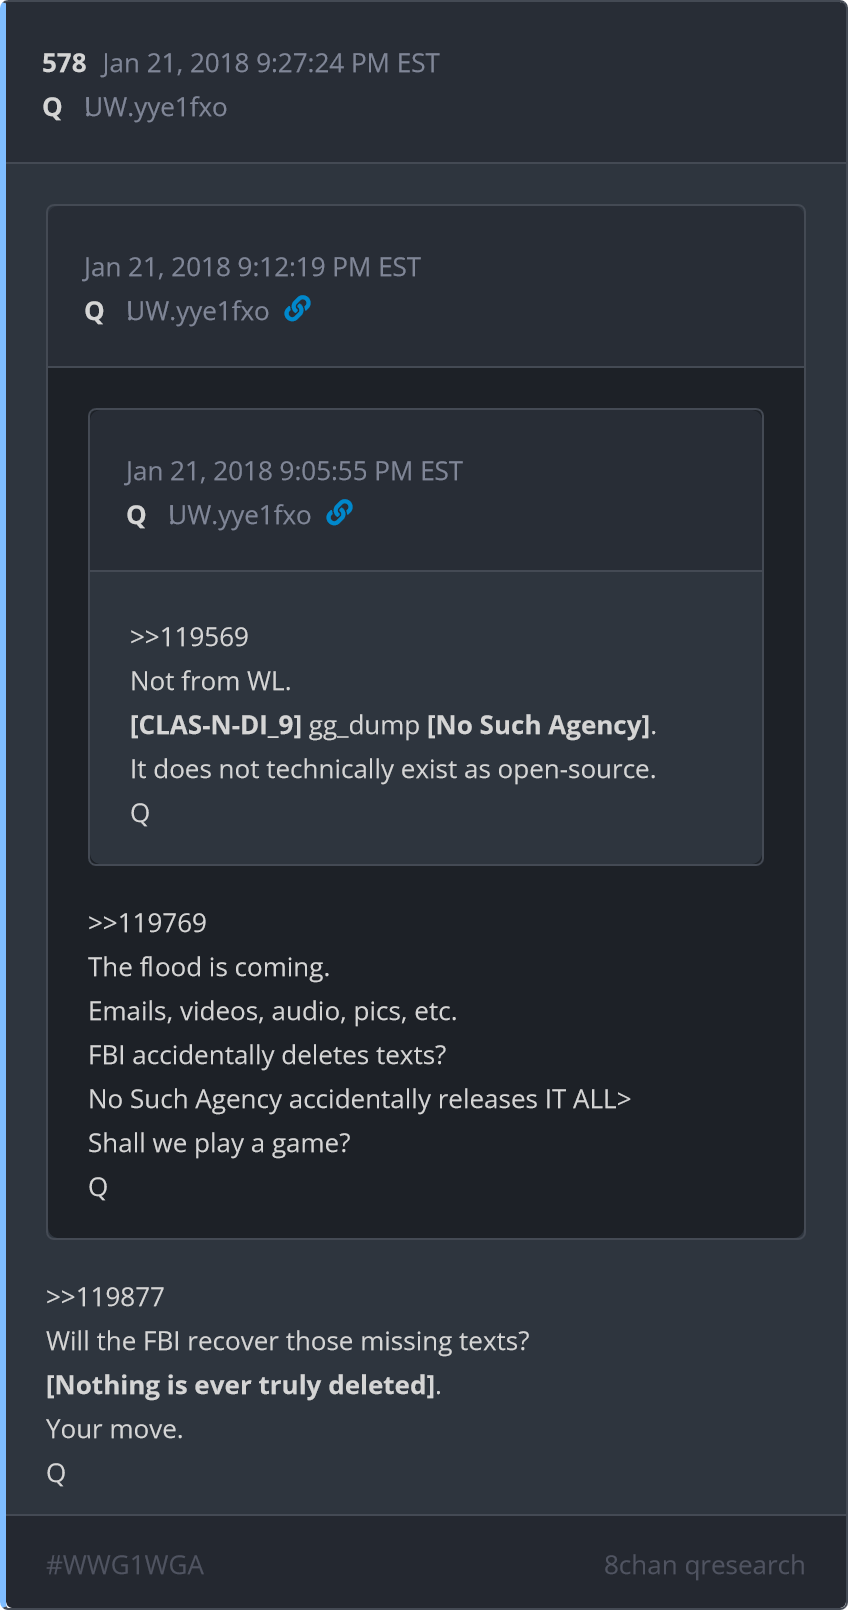 578 Jan 21, 2018 9:27:24 PM EST
Q UW.yye1fxo
Jan 21, 2018 9:12:19 PM EST
Q UW.yye1fxo
Jan 21, 2018 9:05:55 PM EST
Q UW.yye1fxo
>>119569
Not from WL.
[CLAS-N-DI_9] gg_dump [No Such Agency].
It does not technically exist as open-source.
Q
>>119769
The flood is coming.
Emails, videos, audio, pics, etc.
FBI accidentally deletes texts?
No Such Agency accidentally releases IT ALL>
Shall we play a game?
Q
>>119877
Will the FBI recover those missing texts?
[Nothing is ever truly deleted].
Your move.
Q
#WWG1WGA 8chan qresearch